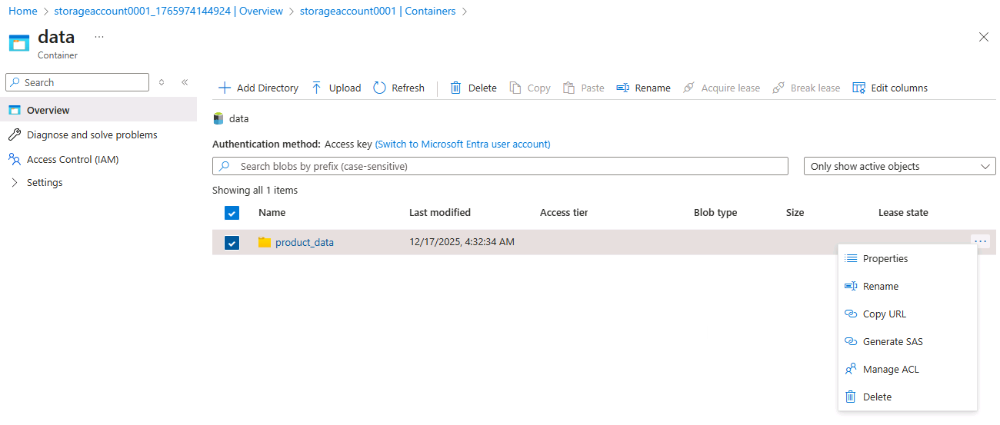 Home > storageaccount0001_1765974144924 | Overview > storageaccount0001 | Containers >
data ...
Container
Search
Add Directory Upload Refresh Delete Copy Paste Rename Acquire lease Break lease Edit columns
Overview
Diagnose and solve problems
Access Control (IAM)
Settings
data
Authentication method: Access key (Switch to Microsoft Entra user account)
Search blobs by prefix (case-sensitive) Only show active objects
Showing all 1 items
Name Last modified Access tier Blob type Size Lease state
product_data 12/17/2025, 4:32:34 AM ...
Properties
Rename
Copy URL
Generate SAS
Manage ACL
Delete